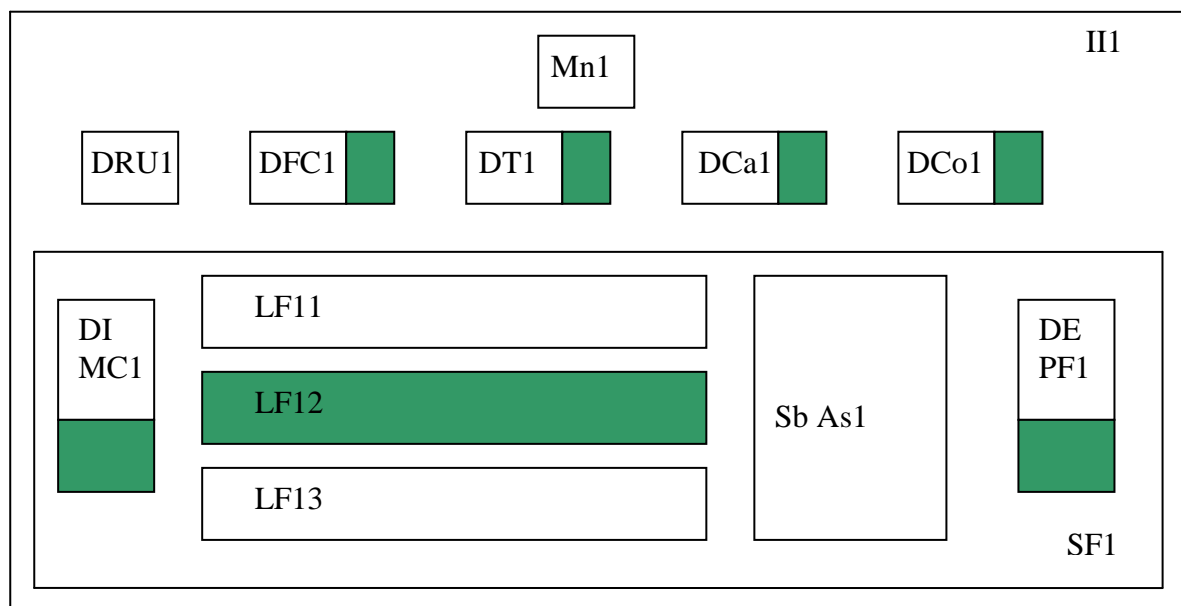 II1
Mn1
DRU1
DFC1
DT1
DCa1
DCo1
DI
MC1
LF11
LF12
LF13
Sb As1
DE
PF1
SF1